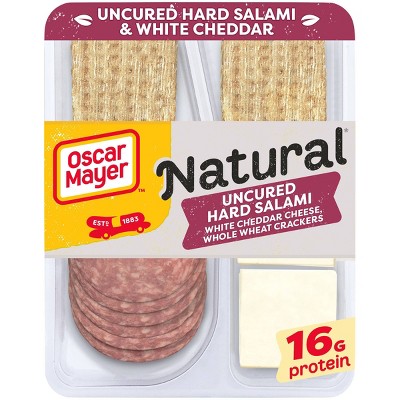 UNCURED HARD SALAMI
& WHITE CHEDDAR
Oscar
Mayer™
ESTD 1883
Natural®
UNCURED
HARD SALAMI
WHITE CHEDDAR CHEESE,
WHOLE WHEAT CRACKERS
16G
protein